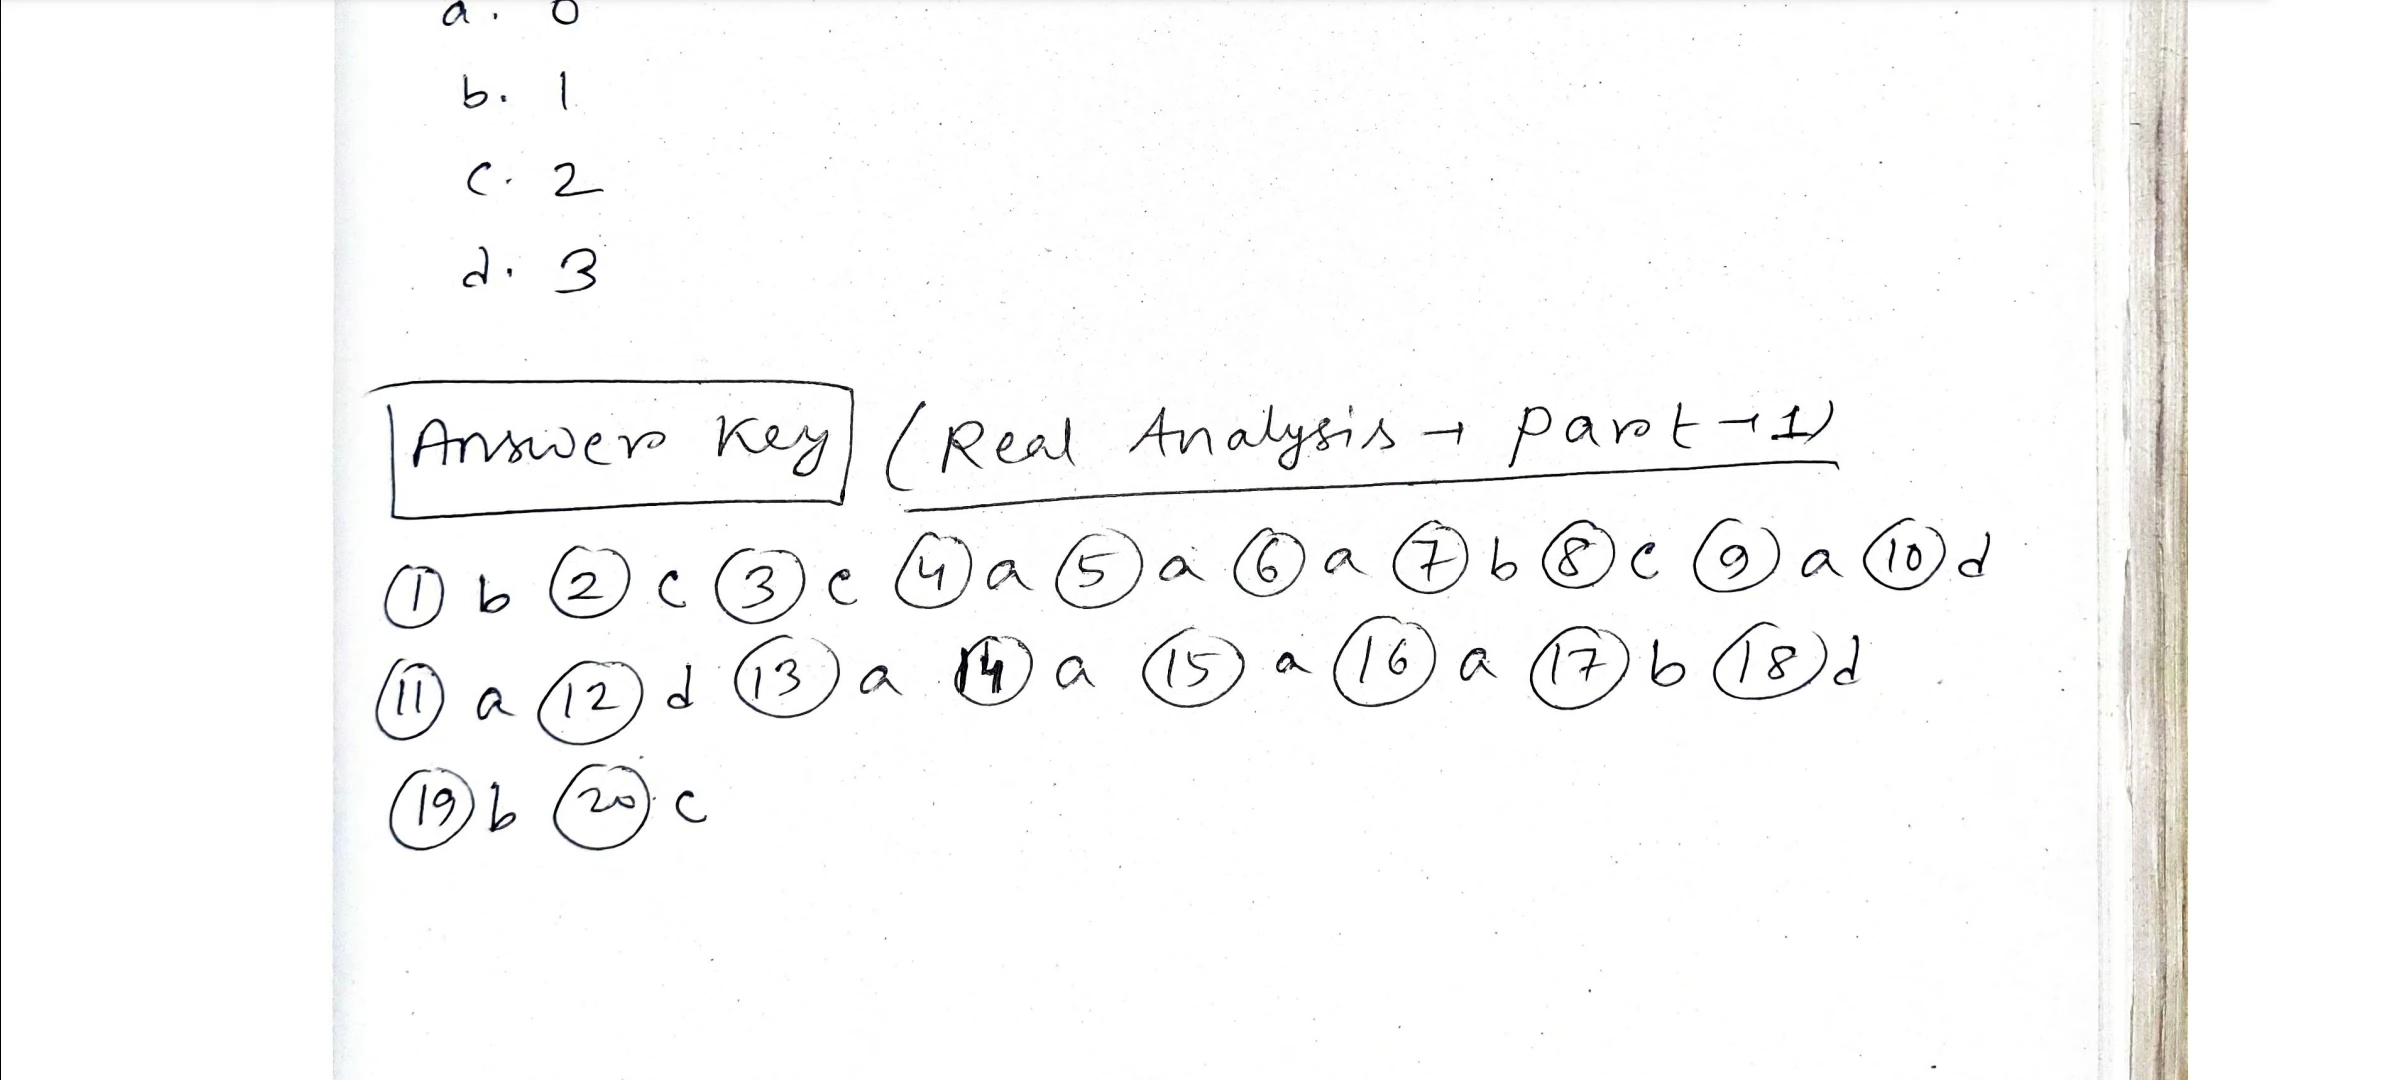 a. 0
b. 1
c. 2
d. 3
Answer Key (Real Analysis → Part → 1)
1 b 2 c 3 c 4 a 5 a 6 a 7 b 8 c 9 a 10 d
11 a 12 d 13 a 14 a 15 a 16 a 17 b 18 d
19 b 20 c